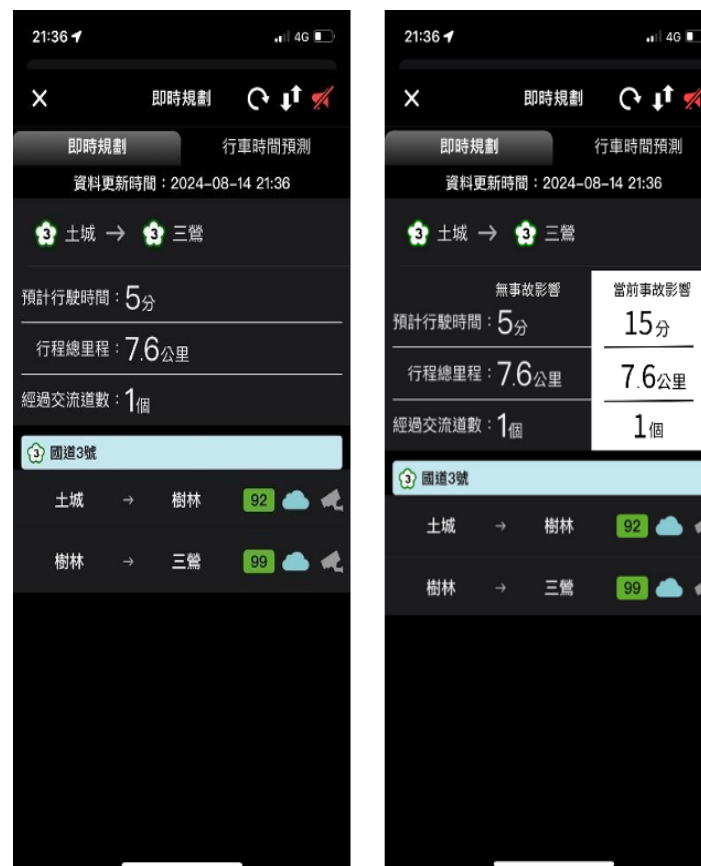 21:36
4G
即時規劃
即時規劃 行車時間預測
資料更新時間：2024-08-14 21:36
3 土城 → 3 三鶯
預計行駛時間：5分
行程總里程：7.6公里
經過交流道數：1個
3 國道3號
土城 → 樹林 92
樹林 → 三鶯 99
21:36
4G
即時規劃
即時規劃 行車時間預測
資料更新時間：2024-08-14 21:36
3 土城 → 3 三鶯
無事故影響 當前事故影響
預計行駛時間：5分 15分
行程總里程：7.6公里 7.6公里
經過交流道數：1個 1個
3 國道3號
土城 → 樹林 92
樹林 → 三鶯 99